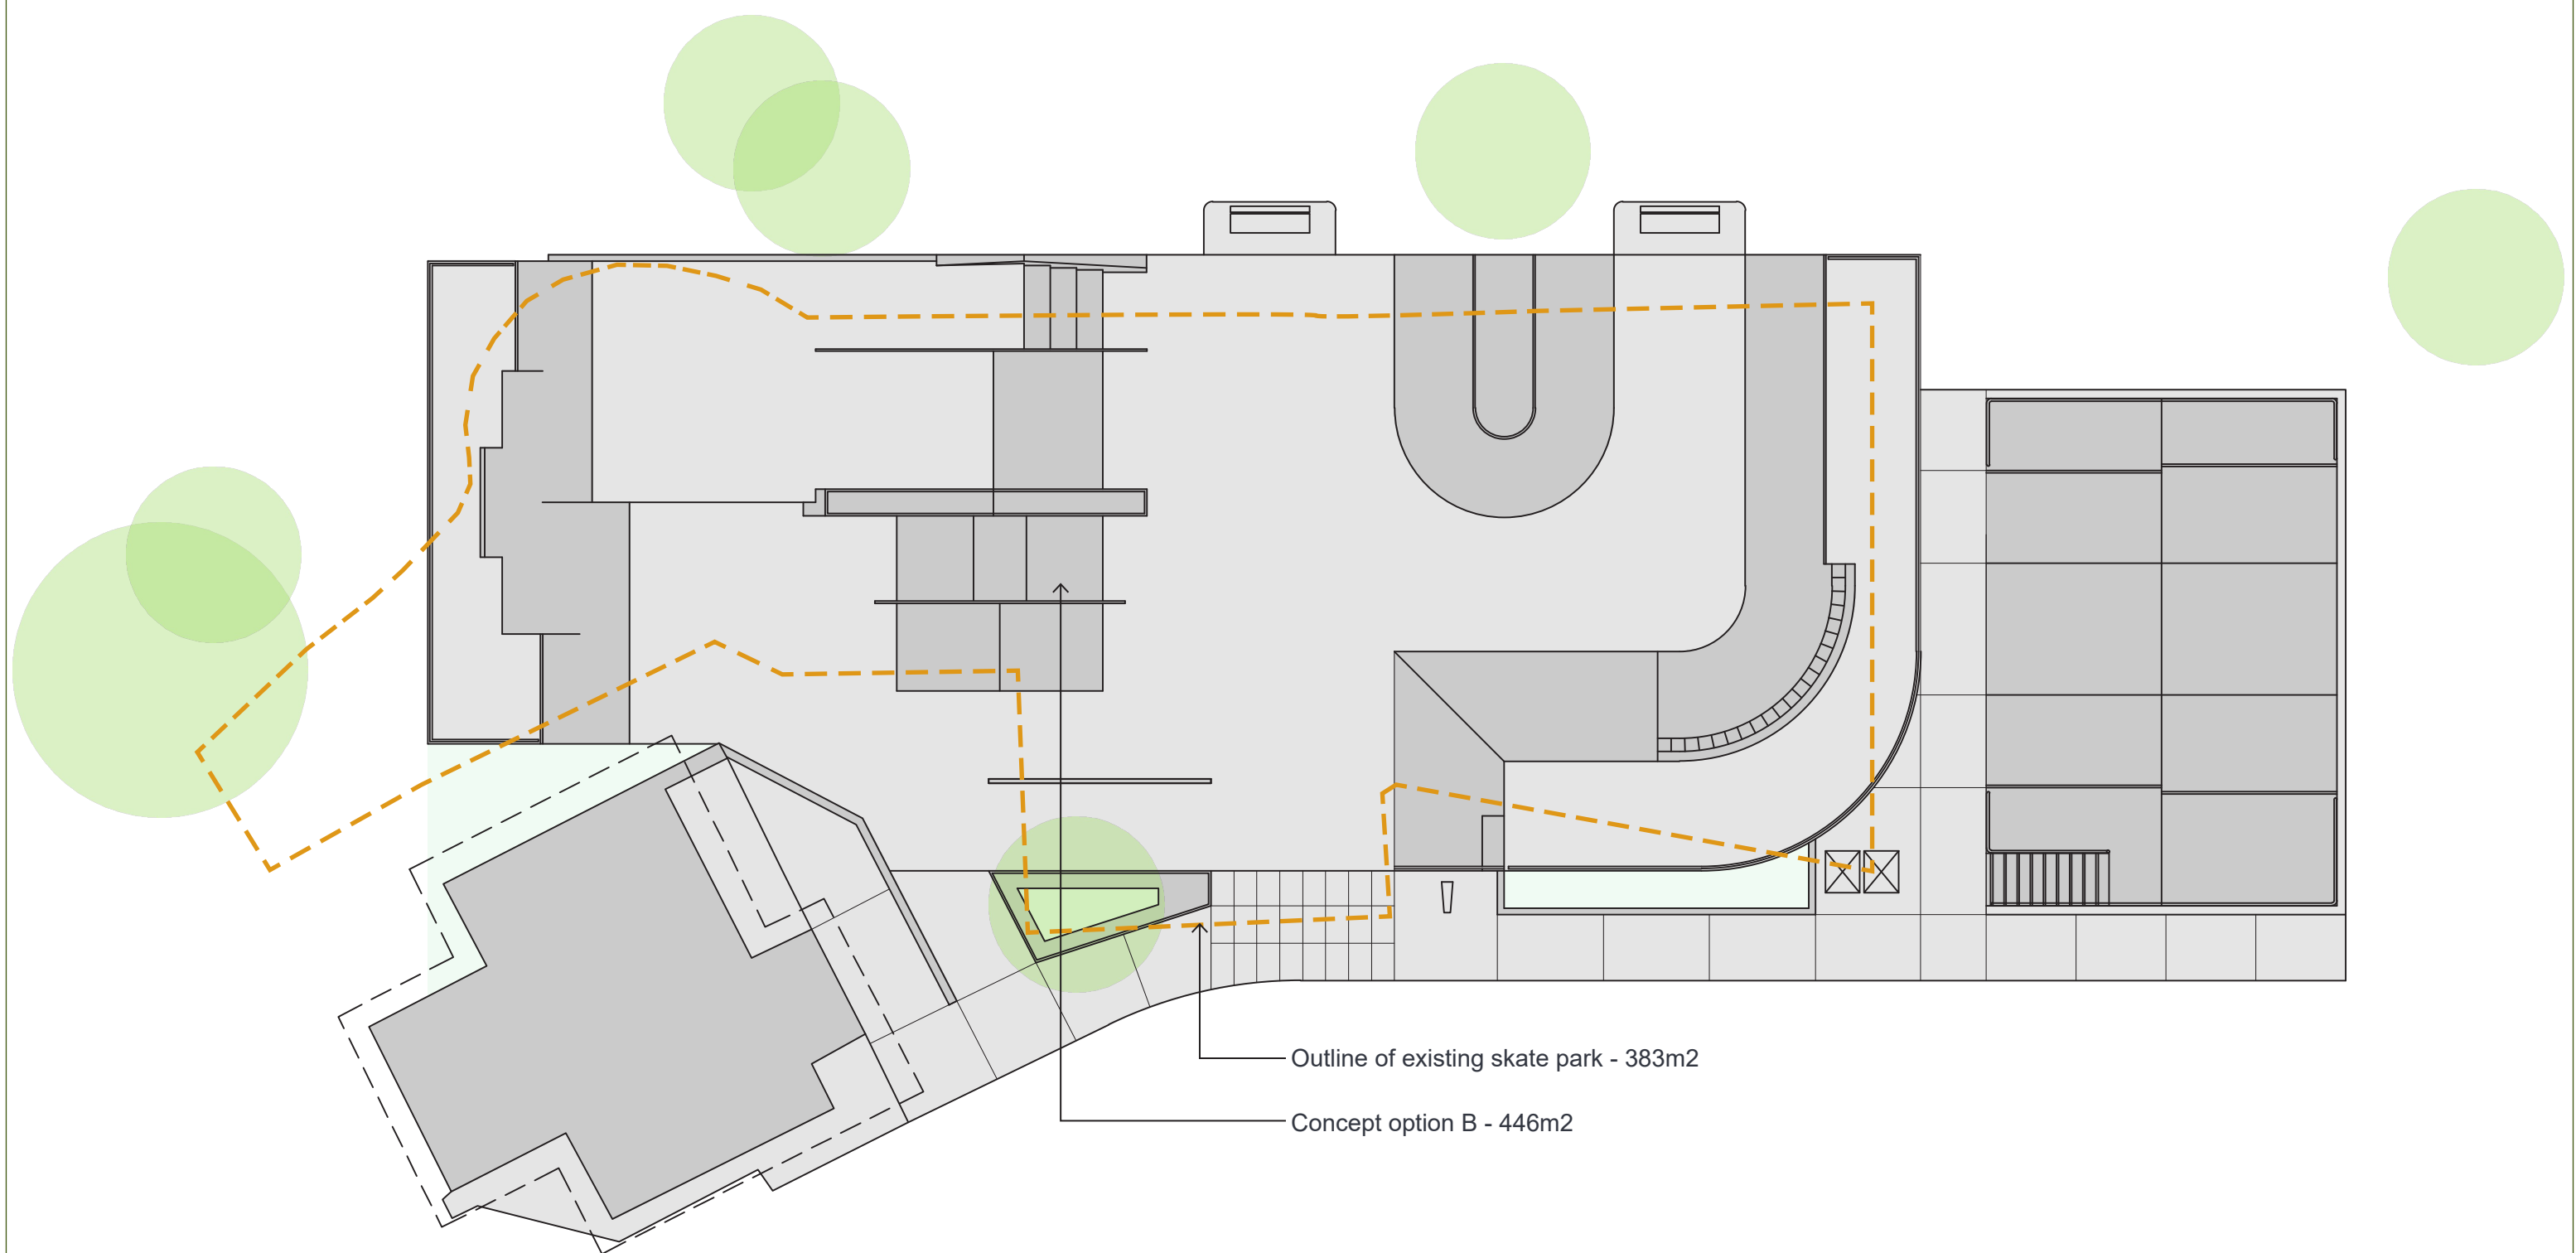 Outline of existing skate park - 383m2
Concept option B - 446m2